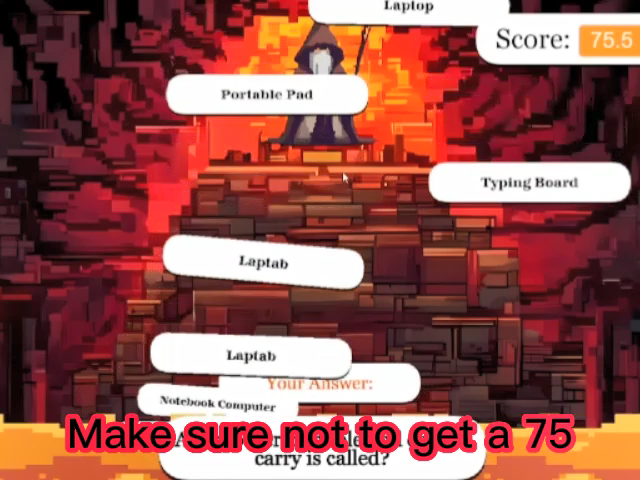 Laptop
Score: 75.5
Portable Pad
Typing Board
Laptab
Laptab
Your Answer:
Notebook Computer
Make sure not to get a 75
carry is called?